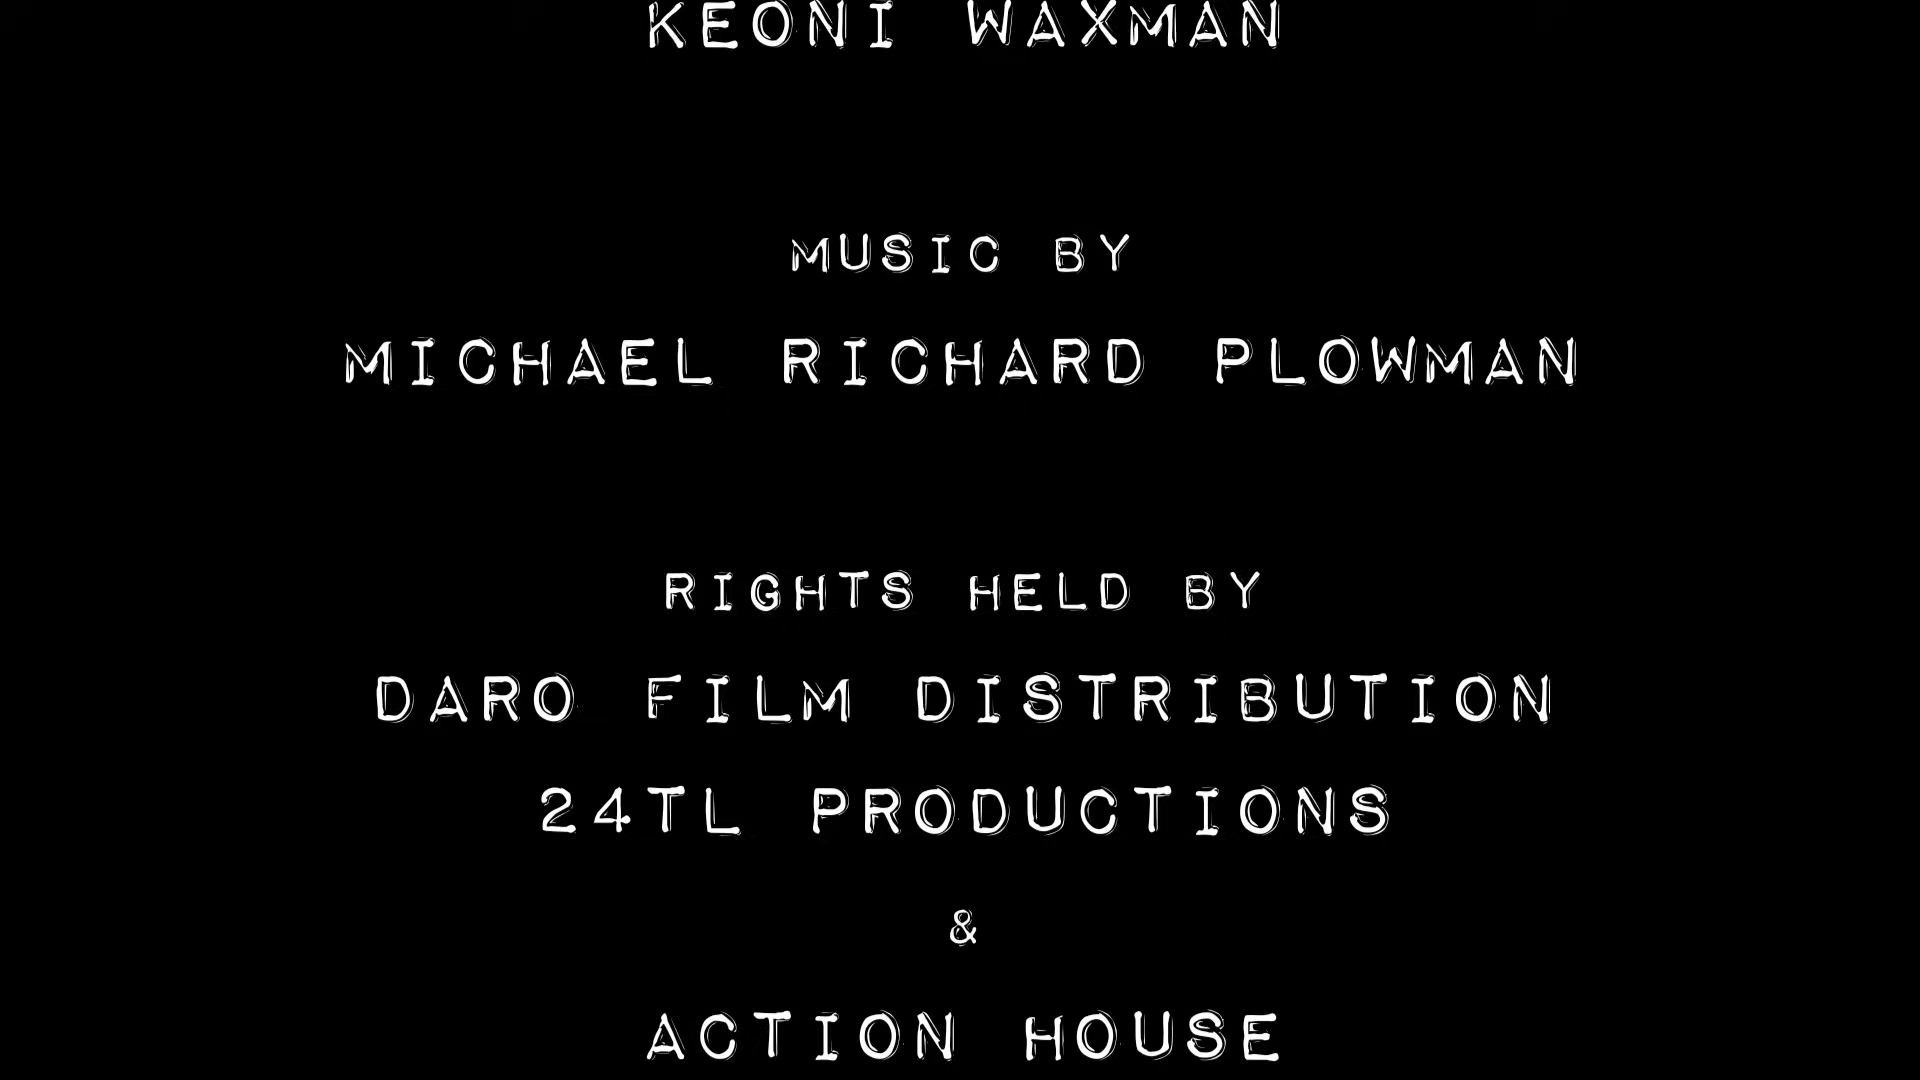 KEONI WAXMAN
MUSIC BY
MICHAEL RICHARD PLOWMAN
RIGHTS HELD BY
DARO FILM DISTRIBUTION
24TL PRODUCTIONS
&
ACTION HOUSE